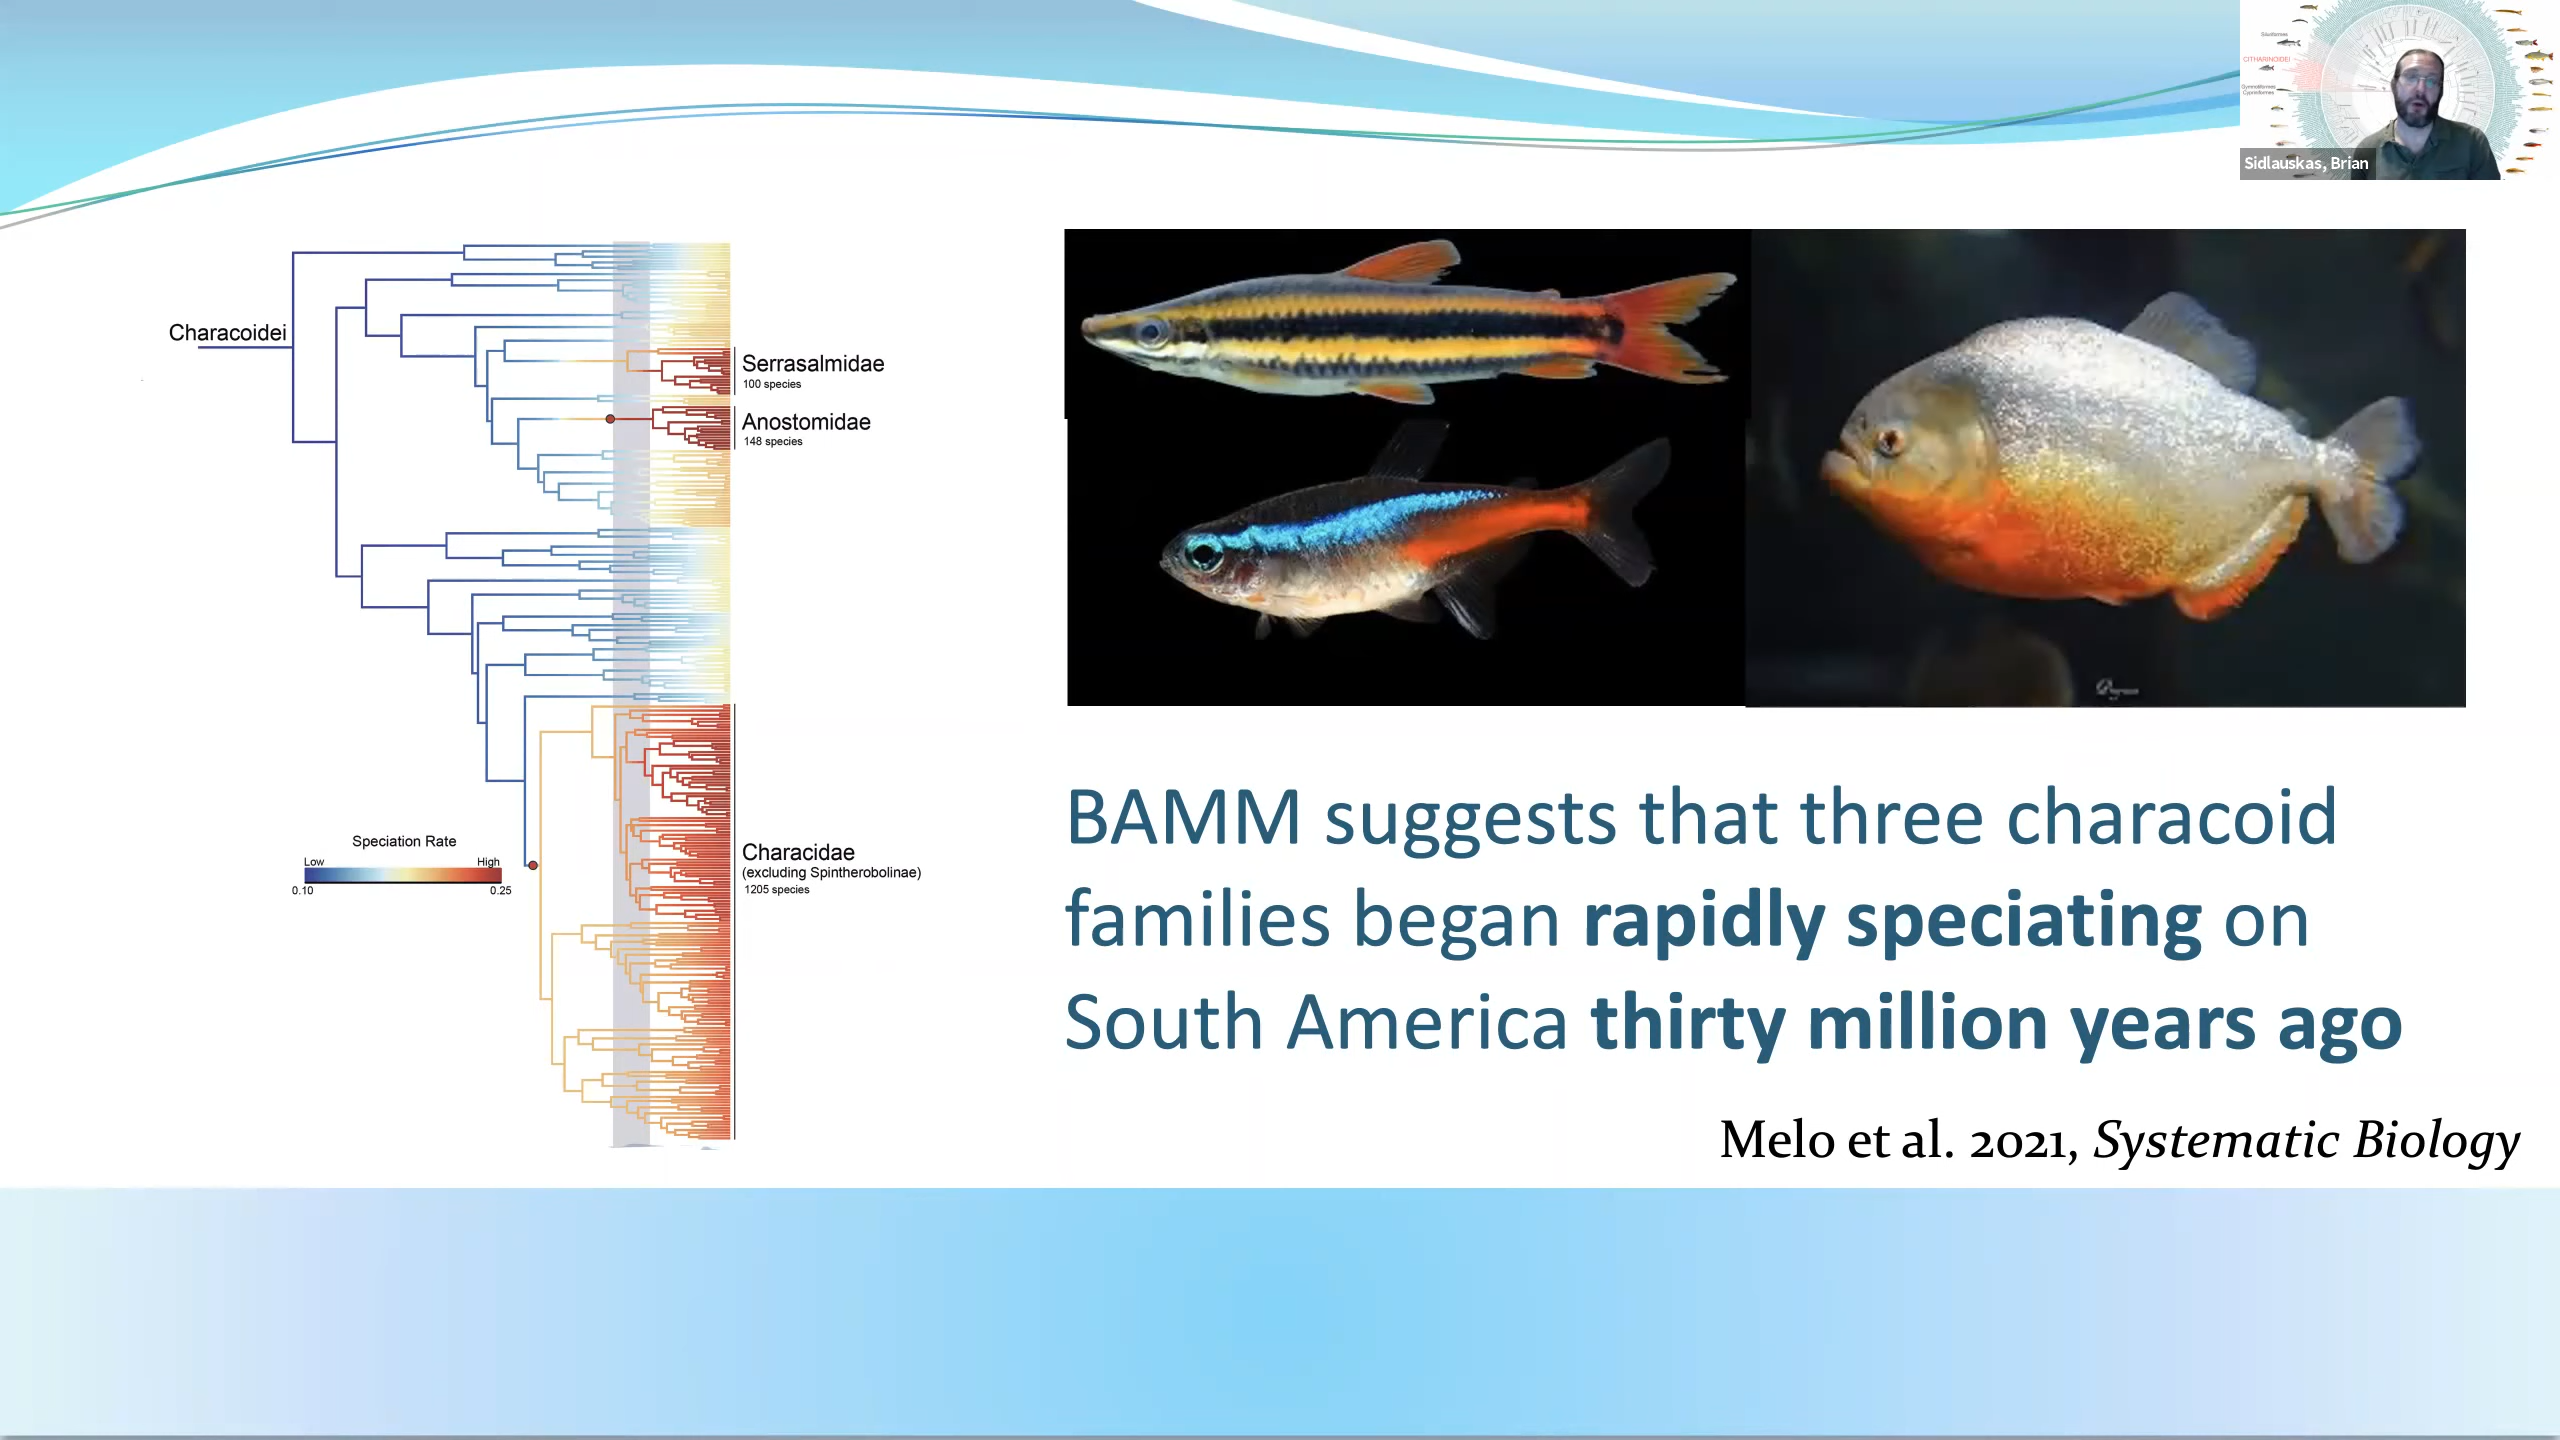 CITHARINOIDEI
Sidlauskas, Brian
Characoidei
Serrasalmidae
100 species
Anostomidae
148 species
Speciation Rate
Low High
0.10 0.25
Characidae
(excluding Spintherobolinae)
1205 species
BAMM suggests that three characoid
families began rapidly speciating on
South America thirty million years ago
Melo et al. 2021, Systematic Biology